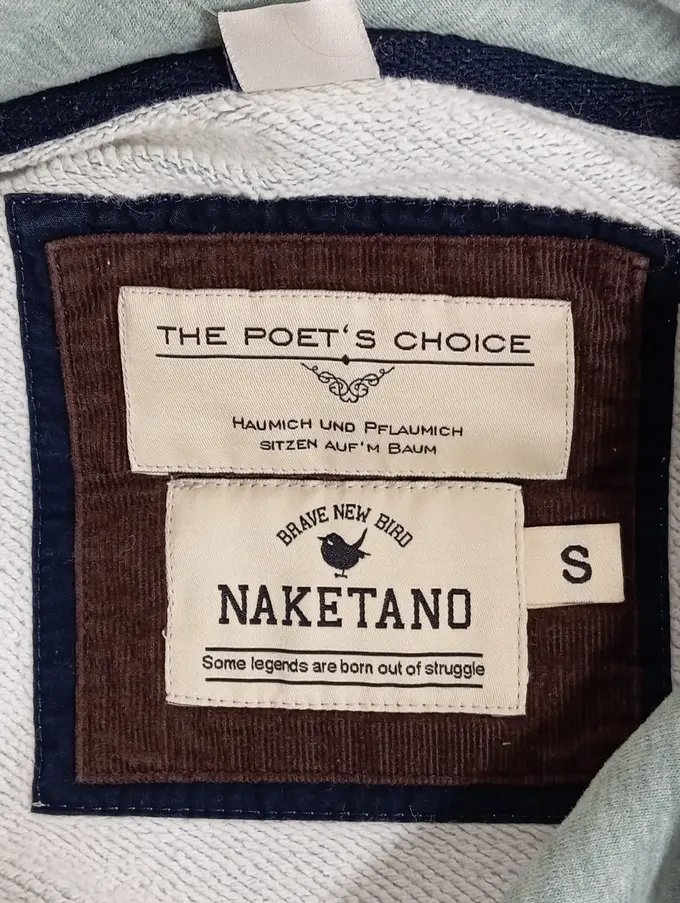 THE POET'S CHOICE
HAUMICH UND PFLAUMICH
SITZEN AUF'M BAUM
BRAVE NEW BIRD
NAKETANO
S
Some legends are born out of struggle